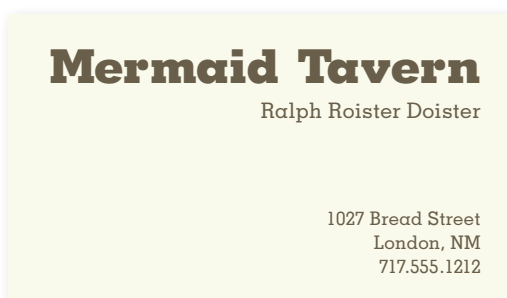 Mermaid Tavern
Ralph Roister Doister
1027 Bread Street
London, NM
717.555.1212